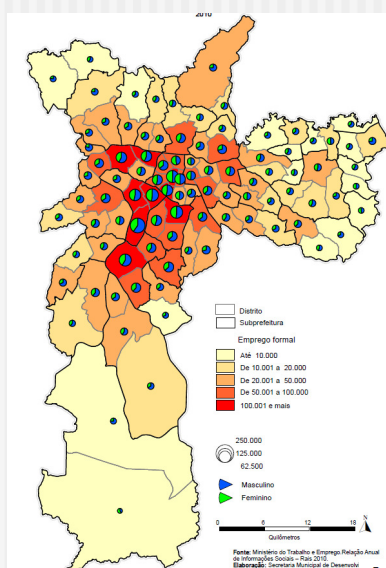 2010
Distrito
Subprefeitura
Emprego formal
Até 10.000
De 10.001 a 20.000
De 20.001 a 50.000
De 50.001 a 100.000
100.001 e mais
250.000
125.000
62.500
Masculino
Feminino
0 6 12 18
Quilômetros
Fonte: Ministério do Trabalho e Emprego.Relação Anual
de Informações Sociais – Rais 2010.
Elaboração: Secretaria Municipal de Desenvolvi